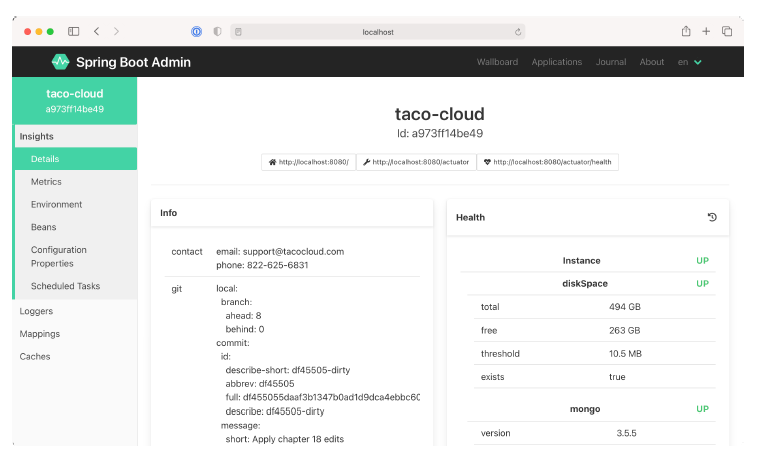 localhost
Spring Boot Admin
Wallboard Applications Journal About en
taco-cloud
a973ff14be49
Insights
Details
Metrics
Environment
Beans
Configuration
Properties
Scheduled Tasks
Loggers
Mappings
Caches
taco-cloud
Id: a973ff14be49
http://localhost:8080/ http://localhost:8080/actuator http://localhost:8080/actuator/health
Info
contact email: support@tacocloud.com
phone: 822-625-6831
git local:
branch:
ahead: 8
behind: 0
commit:
id:
describe-short: df45505-dirty
abbrev: df45505
full: df455055daaf3b1347b0ad1d9dca4ebbc60
describe: df45505-dirty
message:
short: Apply chapter 18 edits
Health
Instance UP
diskSpace UP
total 494 GB
free 263 GB
threshold 10.5 MB
exists true
mongo UP
version 3.5.5